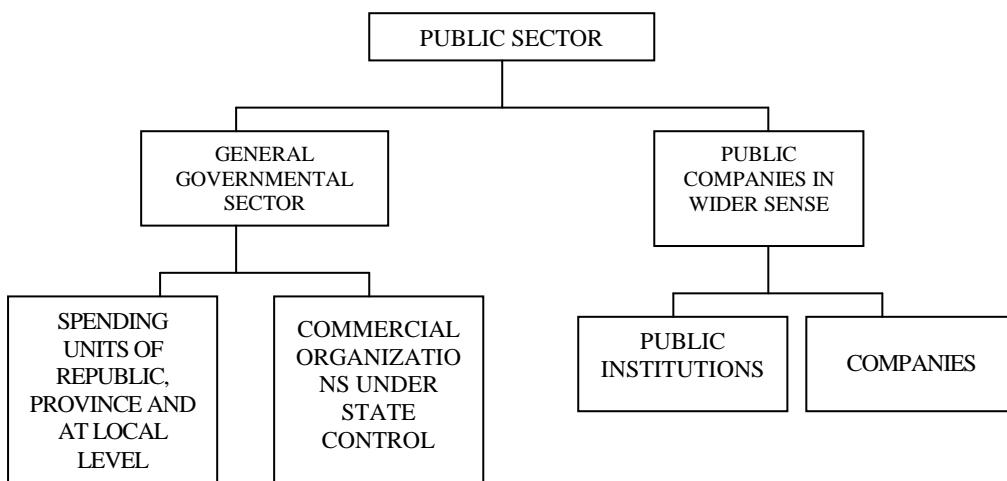 PUBLIC SECTOR
GENERAL
GOVERNMENTAL
SECTOR
PUBLIC
COMPANIES IN
WIDER SENSE
SPENDING
UNITS OF
REPUBLIC,
PROVINCE AND
AT LOCAL
LEVEL
COMMERCIAL
ORGANIZATIO
NS UNDER
STATE
CONTROL
PUBLIC
INSTITUTIONS
COMPANIES